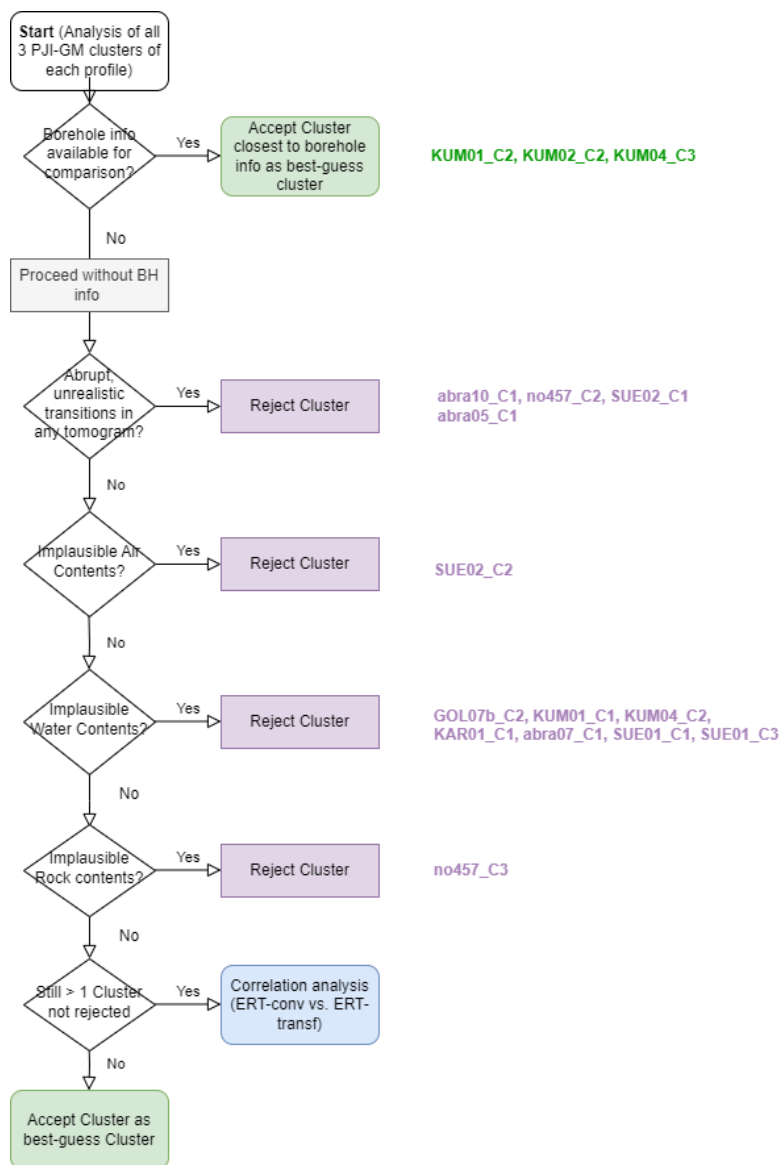 Start (Analysis of all
3 PJI-GM clusters of
each profile)
Borehole info
available for
comparison?
Yes
Accept Cluster
closest to borehole
info as best-guess
cluster
KUM01_C2, KUM02_C2, KUM04_C3
No
Proceed without BH
info
Abrupt,
unrealistic
transitions in
any tomogram?
Yes
Reject Cluster
abra10_C1, no457_C2, SUE02_C1
abra05_C1
No
Implausible Air
Contents?
Yes
Reject Cluster
SUE02_C2
No
Implausible
Water Contents?
Yes
Reject Cluster
GOL07b_C2, KUM01_C1, KUM04_C2,
KAR01_C1, abra07_C1, SUE01_C1, SUE01_C3
No
Implausible
Rock contents?
Yes
Reject Cluster
no457_C3
No
Still > 1 Cluster
not rejected
Yes
Correlation analysis
(ERT-conv vs. ERT-
transf)
No
Accept Cluster as
best-guess Cluster